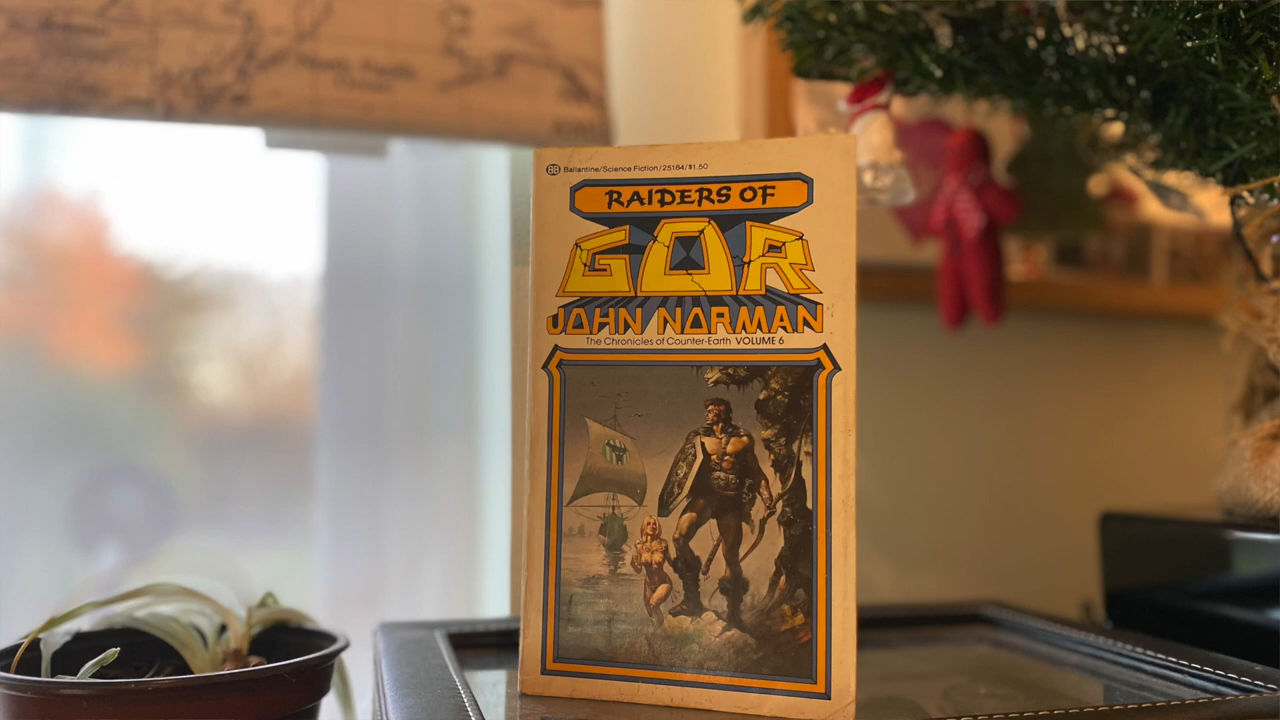 BB Ballantine/Science Fiction/25184/$1.50
RAIDERS OF
GOR
JOHN NORMAN
The Chronicles of Counter-Earth VOLUME 6